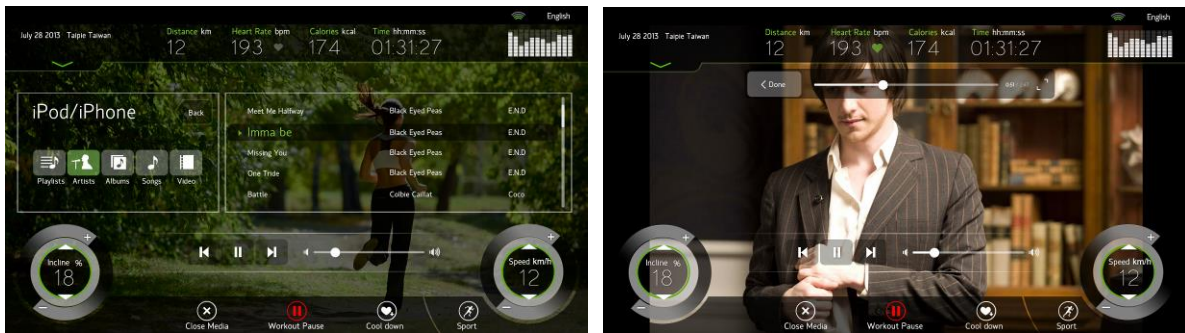 English
July 28 2013 Taipie Taiwan
Distance km
12
Heart Rate bpm
193
Calories kcal
174
Time hh:mm:ss
01:31:27
iPod/iPhone
Back
Playlists
Artists
Albums
Songs
Video
Meet Me Halfway Black Eyed Peas E.N.D
Imma be Black Eyed Peas E.N.D
Missing You Black Eyed Peas E.N.D
One Tride Black Eyed Peas E.N.D
Battle Colbre Caillat Coco
Incline %
18
Speed km/h
12
Close Media
Workout Pause
Cool down
Sport
English
July 28 2013 Taipie Taiwan
Distance km
12
Heart Rate bpm
193
Calories kcal
174
Time hh:mm:ss
01:31:27
Done
Incline %
18
Speed km/h
12
Close Media
Workout Pause
Cool down
Sport